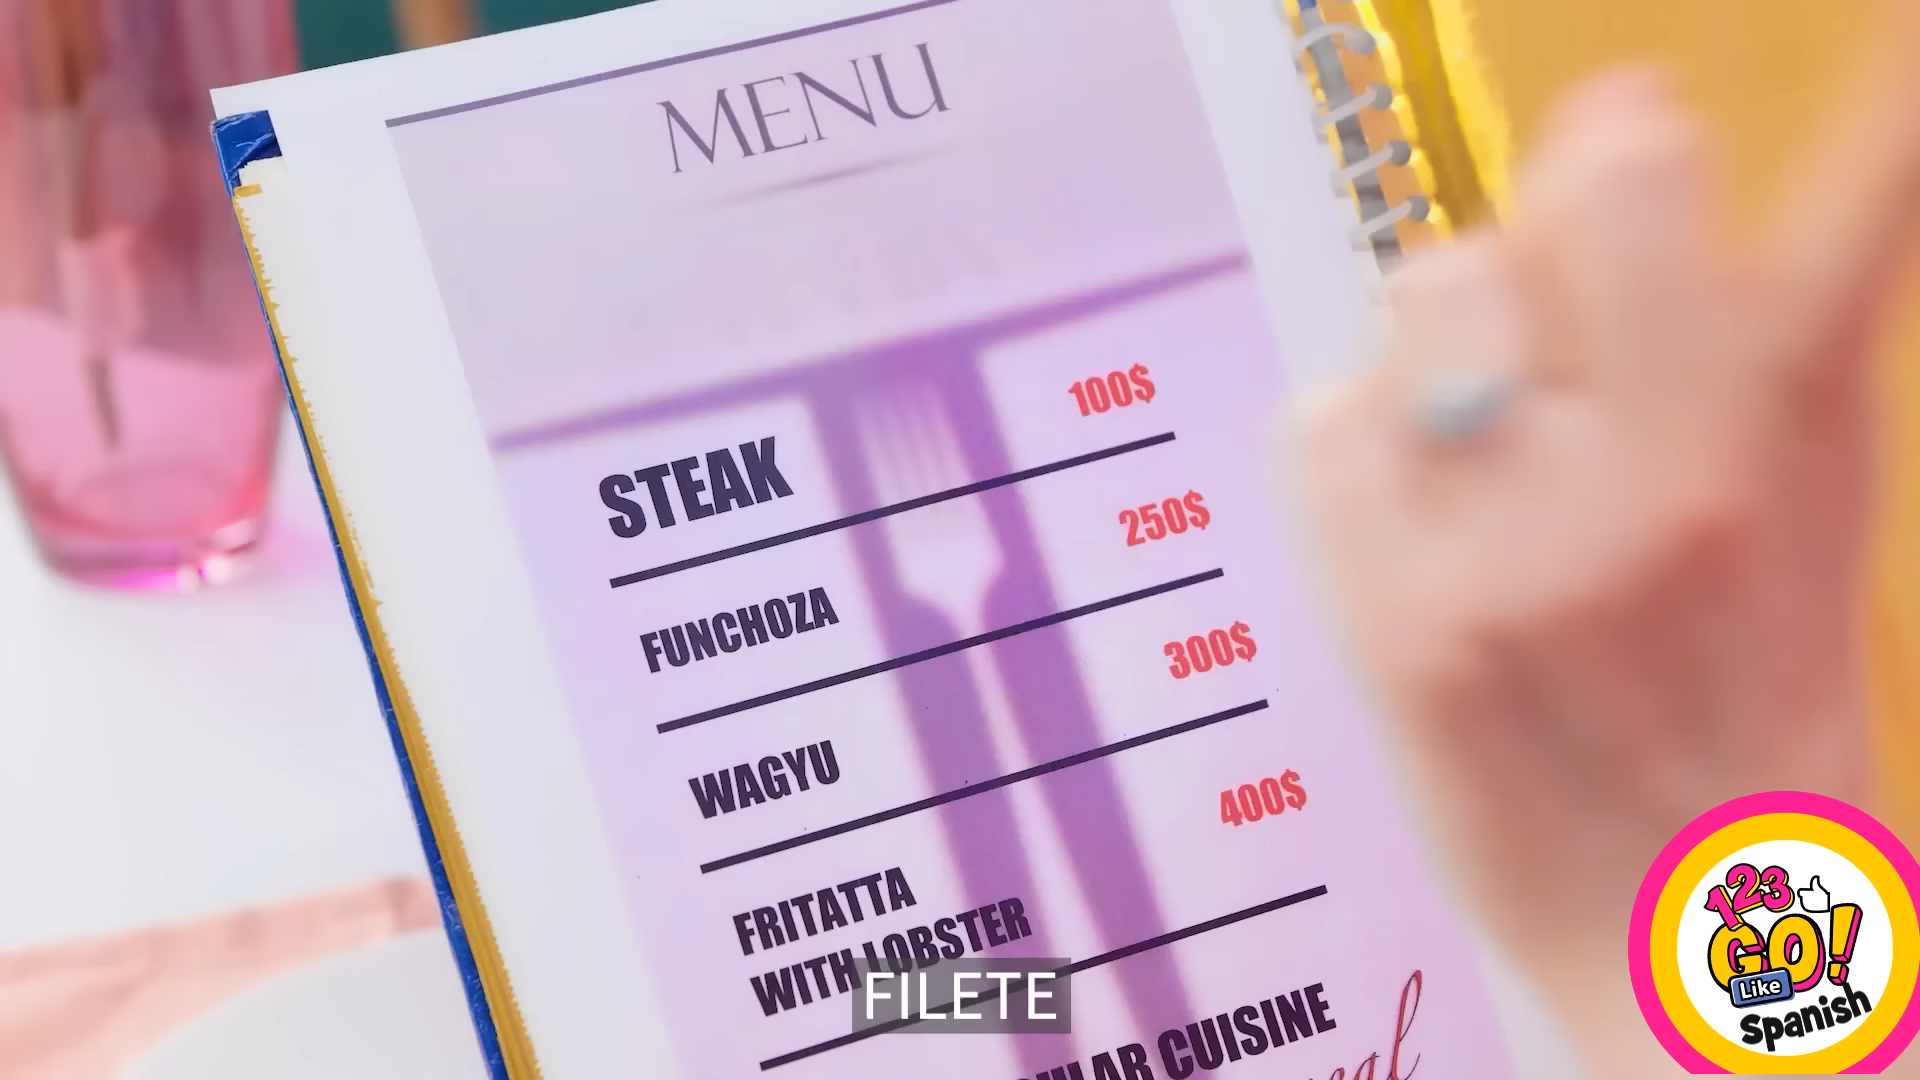 MENU
STEAK
100$
FUNCHOZA
250$
WAGYU
300$
FRITATTA
WITH LOBSTER
400$
CUISINE
FILETE
123
GO!
Like
Spanish